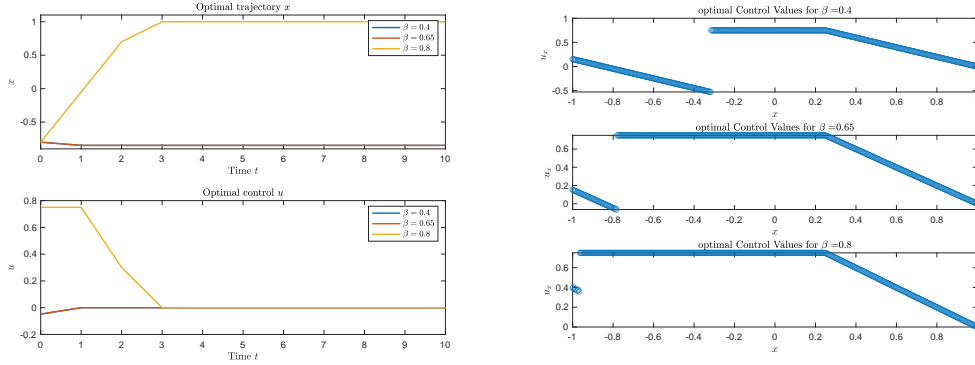 Optimal trajectory x
1
0.5
0
-0.5
x
β = 0.4
β = 0.65
β = 0.8
0 1 2 3 4 5 6 7 8 9 10
Time t
Optimal control u
0.8
0.6
0.4
0.2
0
-0.2
u
β = 0.4
β = 0.65
β = 0.8
0 1 2 3 4 5 6 7 8 9 10
Time t
optimal Control Values for β =0.4
1
0.5
0
-0.5
u_x
-1 -0.8 -0.6 -0.4 -0.2 0 0.2 0.4 0.6 0.8 1
x
optimal Control Values for β =0.65
0.6
0.4
0.2
0
u_x
-1 -0.8 -0.6 -0.4 -0.2 0 0.2 0.4 0.6 0.8 1
x
optimal Control Values for β =0.8
0.6
0.4
0.2
0
u_x
-1 -0.8 -0.6 -0.4 -0.2 0 0.2 0.4 0.6 0.8 1
x